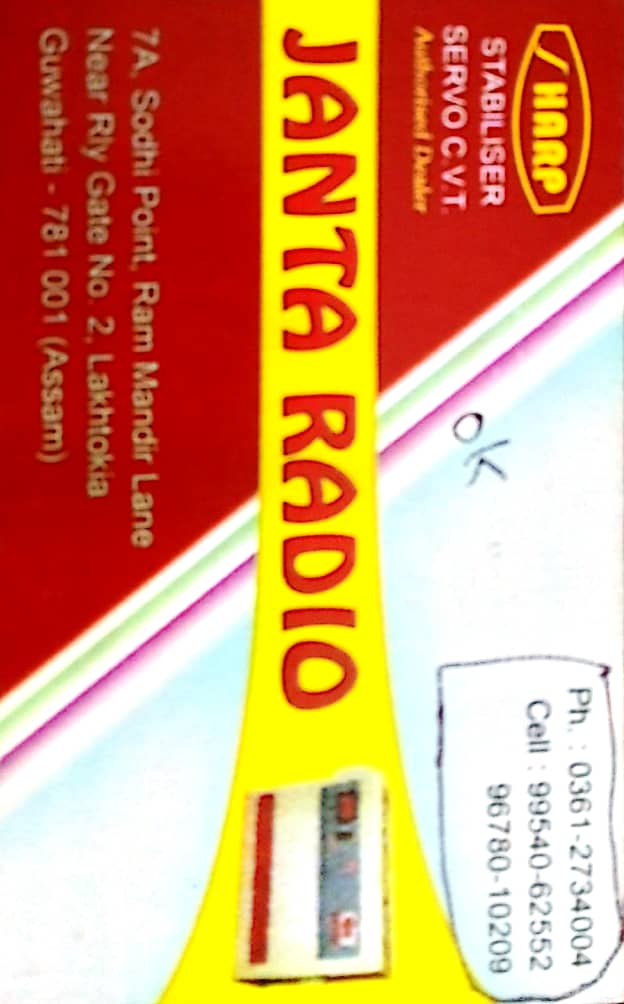 SHARP
STABILISER
SERVO C.V.T.
Authorised Dealer
ok
Ph. : 0361-2734004
Cell : 99540-62552
96780-10209
JANTA RADIO
7A, Sodhi Point, Ram Mandir Lane
Near Rly Gate No. 2, Lakhtokia
Guwahati - 781 001 (Assam)